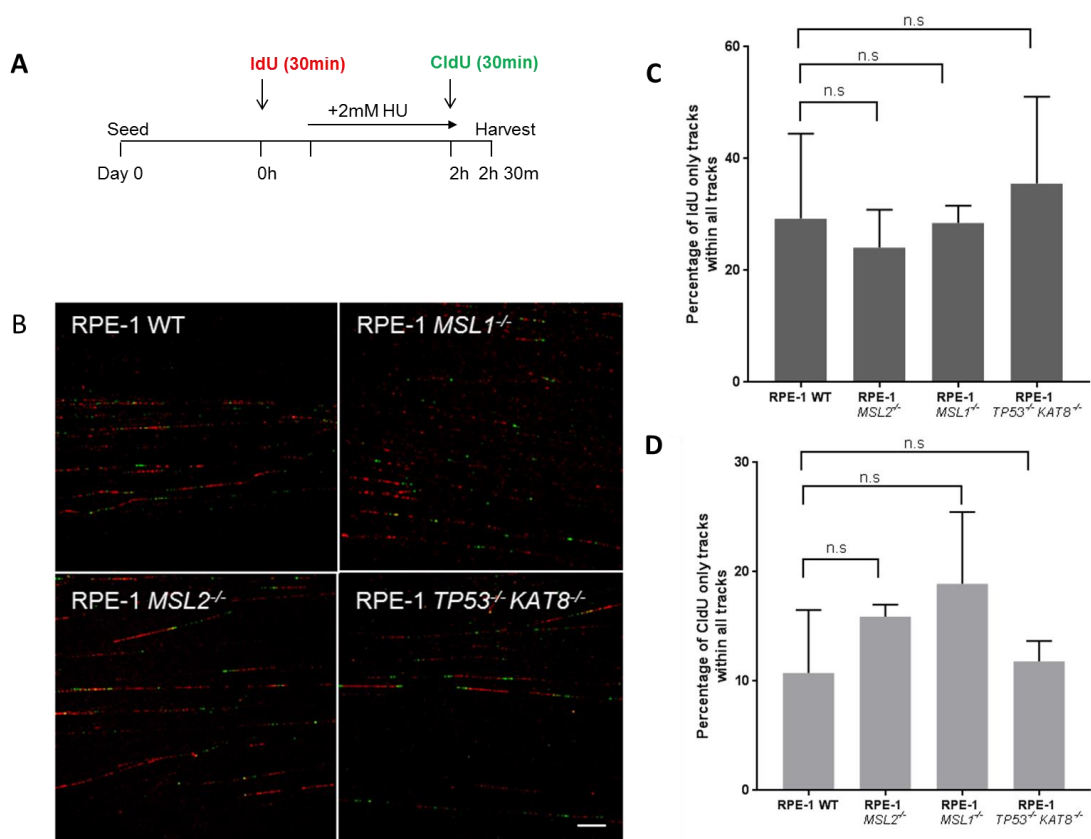 A
IdU (30min)
CldU (30min)
+2mM HU
Seed
Harvest
Day 0
0h
2h
2h 30m
B
RPE-1 WT
RPE-1 MSL1-/-
RPE-1 MSL2-/-
RPE-1 TP53-/- KAT8-/-
C
n.s
n.s
n.s
Percentage of IdU only tracks
within all tracks
60
40
20
0
RPE-1 WT
RPE-1
MSL2-/-
RPE-1
MSL1-/-
RPE-1
TP53-/- KAT8-/-
D
n.s
n.s
n.s
Percentage of CldU only tracks
within all tracks
30
20
10
0
RPE-1 WT
RPE-1
MSL2-/-
RPE-1
MSL1-/-
RPE-1
TP53-/- KAT8-/-